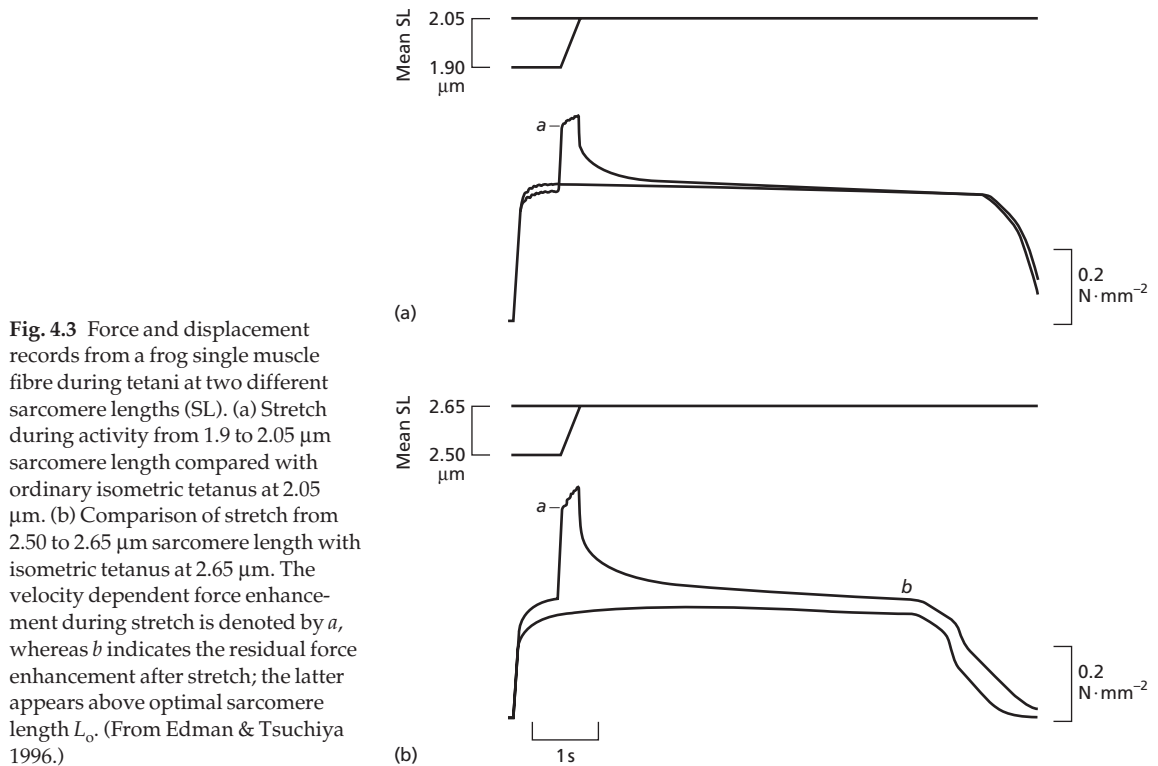 Fig. 4.3 Force and displacement
records from a frog single muscle
fibre during tetani at two different
sarcomere lengths (SL). (a) Stretch
during activity from 1.9 to 2.05 µm
sarcomere length compared with
ordinary isometric tetanus at 2.05
µm. (b) Comparison of stretch from
2.50 to 2.65 µm sarcomere length with
isometric tetanus at 2.65 µm. The
velocity dependent force enhance-
ment during stretch is denoted by a,
whereas b indicates the residual force
enhancement after stretch; the latter
appears above optimal sarcomere
length Lo. (From Edman & Tsuchiya
1996.)
Mean SL
2.05
1.90
µm
a
0.2
N·mm–2
(a)
Mean SL
2.65
2.50
µm
a
b
0.2
N·mm–2
1 s
(b)